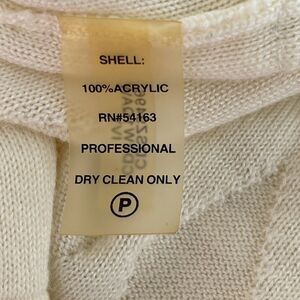 SHELL:
100%ACRYLIC
RN#54163
PROFESSIONAL
DRY CLEAN ONLY
P